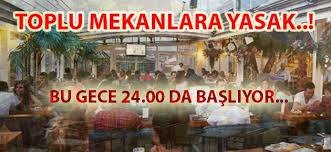 TOPLU MEKANLARA YASAK..!
BU GECE 24.00 DA BAŞLIYOR...